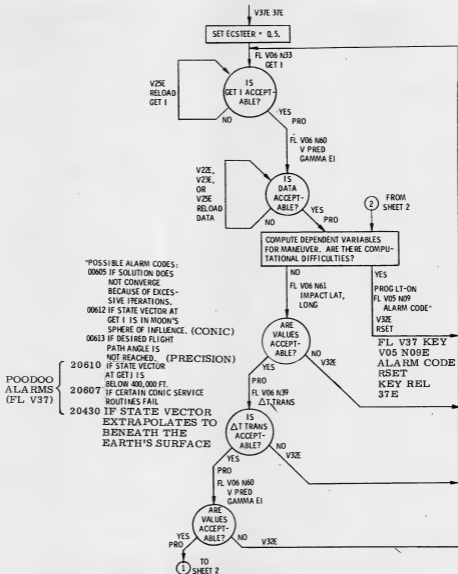 V37E 37E
SET ECSTEER = 0.5.
FL V06 N33
GET I
IS
GET I ACCEPT-
ABLE?
V25E
RELOAD
GET I
NO
YES
PRO
FL V06 N60
V PRED
GAMMA EI
V22E,
V23E,
OR
V25E
RELOAD
DATA
IS
DATA
ACCEPT-
ABLE?
NO
YES
PRO
2
FROM
SHEET 2
COMPUTE DEPENDENT VARIABLES
FOR MANEUVER. ARE THERE COMPU-
TATIONAL DIFFICULTIES?
NO
FL V06 N61
IMPACT LAT,
LONG
YES
PROG LT-ON
FL V05 N09
ALARM CODE*
V32E
RSET
FL V37 KEY
V05 N09E
ALARM CODE
RSET
KEY REL
37E
*POSSIBLE ALARM CODES:
00605 IF SOLUTION DOES
NOT CONVERGE
BECAUSE OF EXCES-
SIVE ITERATIONS.
00612 IF STATE VECTOR AT
GET I IS IN MOON'S
SPHERE OF INFLUENCE. (CONIC)
00613 IF DESIRED FLIGHT
PATH ANGLE IS
NOT REACHED. (PRECISION)
POODOO
ALARMS
(FL V37)
20610 IF STATE VECTOR
AT GET I IS
BELOW 400,000 FT.
20607 IF CERTAIN CONIC SERVICE
ROUTINES FAIL
20430 IF STATE VECTOR
EXTRAPOLATES TO
BENEATH THE
EARTH'S SURFACE
ARE
VALUES
ACCEPT-
ABLE?
NO
V32E
YES
PRO
FL V06 N39
ΔT TRANS
IS
ΔT TRANS
ACCEPT-
ABLE?
NO
V32E
YES
PRO
FL V06 N60
V PRED
GAMMA EI
ARE
VALUES
ACCEPT-
ABLE?
YES
PRO
NO
V32E
1
TO
SHEET 2